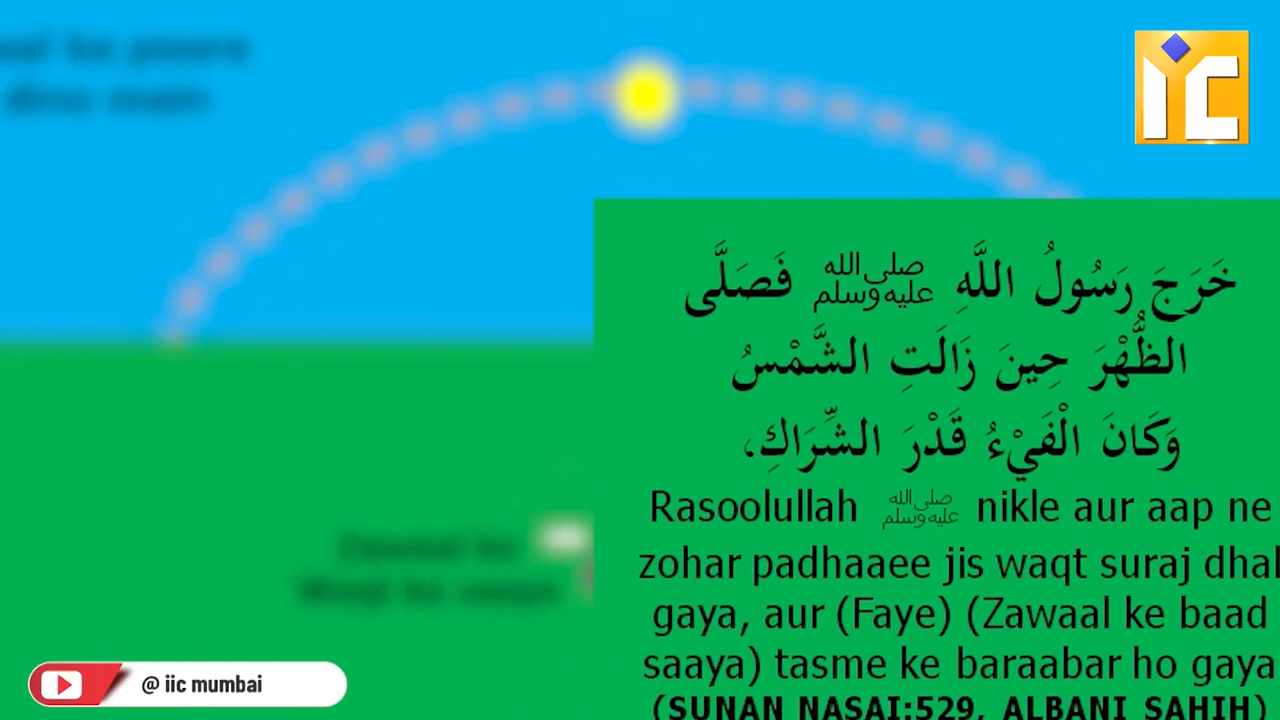 خَرَجَ رَسُولُ اللَّهِ ﷺ فَصَلَّى
الظُّهْرَ حِينَ زَالَتِ الشَّمْسُ
وَكَانَ الْفَيْءُ قَدْرَ الشِّرَاكِ،
Rasoolullah ﷺ nikle aur aap ne
zohar padhaaee jis waqt suraj dhal
gaya, aur (Faye) (Zawaal ke baad
saaya) tasme ke baraabar ho gaya
(SUNAN NASAI:529, ALBANI SAHIH)
@ iic mumbai
IYC